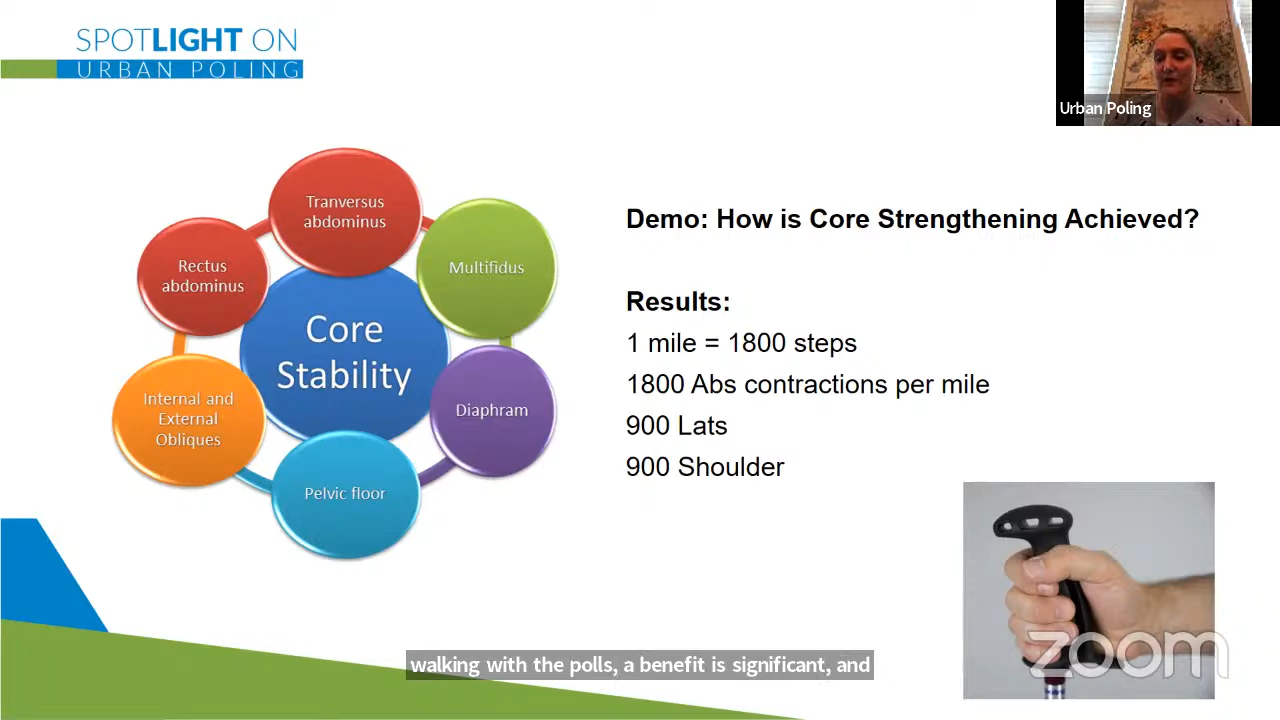 SPOTLIGHT ON
URBAN POLING
Urban Poling
Tranversus
abdominus
Rectus
abdominus
Multifidus
Core
Stability
Internal and
External
Obliques
Diaphram
Pelvic floor
Demo: How is Core Strengthening Achieved?
Results:
1 mile = 1800 steps
1800 Abs contractions per mile
900 Lats
900 Shoulder
zoom
walking with the polls, a benefit is significant, and